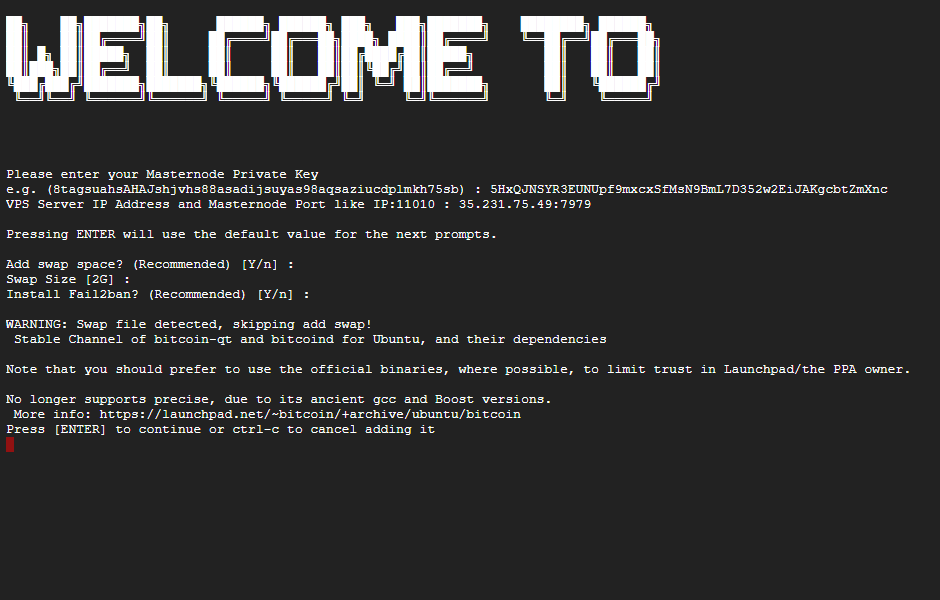 WELCOME TO
Please enter your Masternode Private Key
e.g. (8tagsuahsAHAJshjvhs88asadijsuyas98aqsaziucdplmkh75sb) : 5HxQJNSYR3EUNUpf9mxcxSfMsN9BmL7D352w2EiJAKgcbtZmXnc
VPS Server IP Address and Masternode Port like IP:11010 : 35.231.75.49:7979
Pressing ENTER will use the default value for the next prompts.
Add swap space? (Recommended) [Y/n] :
Swap Size [2G] :
Install Fail2ban? (Recommended) [Y/n] :
WARNING: Swap file detected, skipping add swap!
Stable Channel of bitcoin-qt and bitcoind for Ubuntu, and their dependencies
Note that you should prefer to use the official binaries, where possible, to limit trust in Launchpad/the PPA owner.
No longer supports precise, due to its ancient gcc and Boost versions.
More info: https://launchpad.net/~bitcoin/+archive/ubuntu/bitcoin
Press [ENTER] to continue or ctrl-c to cancel adding it